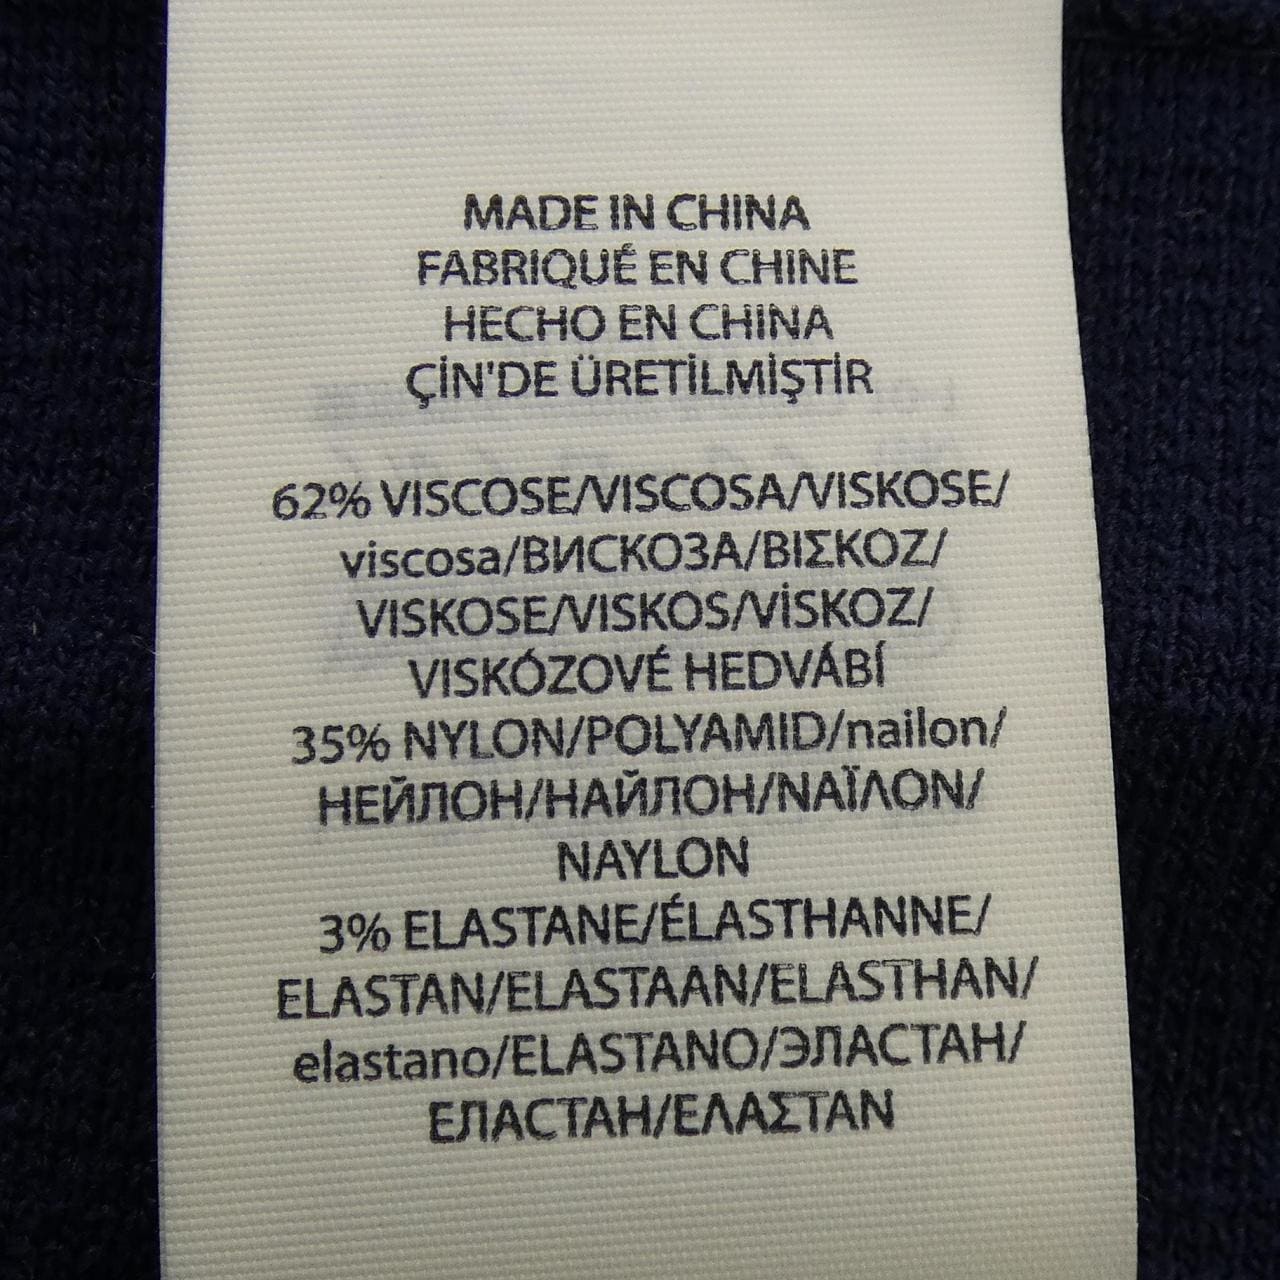 MADE IN CHINA
FABRIQUÉ EN CHINE
HECHO EN CHINA
ÇİN'DE ÜRETİLMİŞTİR
62% VISCOSE/VISCOSA/VISKOSE/
viscosa/ВИСКОЗА/ΒΙΣΚΟΖ/
VISKOSE/VISKOS/VİSKOZ/
VISKÓZOVÉ HEDVÁBÍ
35% NYLON/POLYAMID/nailon/
НЕЙЛОН/НАЙЛОН/ΝΑΪΛΟΝ/
NAYLON
3% ELASTANE/ÉLASTHANNE/
ELASTAN/ELASTAAN/ELASTHAN/
elastano/ELASTANO/ЭЛАСТАН/
ЕЛАСТАН/ΕΛΑΣΤΑΝ